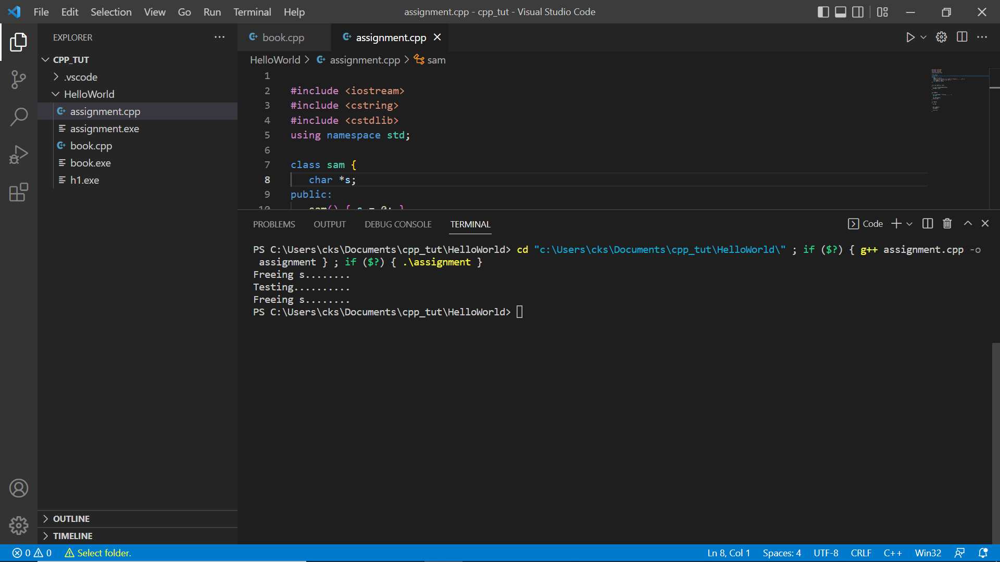 File Edit Selection View Go Run Terminal Help
assignment.cpp - cpp_tut - Visual Studio Code
EXPLORER
CPP_TUT
.vscode
HelloWorld
assignment.cpp
assignment.exe
book.cpp
book.exe
h1.exe
OUTLINE
TIMELINE
book.cpp assignment.cpp
HelloWorld > assignment.cpp > sam
1
2 #include <iostream>
3 #include <cstring>
4 #include <cstdlib>
5 using namespace std;
6
7 class sam {
8 char *s;
9 public:
10 sam() { s = 0; }
PROBLEMS OUTPUT DEBUG CONSOLE TERMINAL
Code
PS C:\Users\cks\Documents\cpp_tut\HelloWorld> cd "c:\Users\cks\Documents\cpp_tut\HelloWorld\" ; if ($?) { g++ assignment.cpp -o
assignment } ; if ($?) { .\assignment }
Freeing s........
Testing..........
Freeing s........
PS C:\Users\cks\Documents\cpp_tut\HelloWorld>
0 0 Select folder.
Ln 8, Col 1 Spaces: 4 UTF-8 CRLF C++ Win32